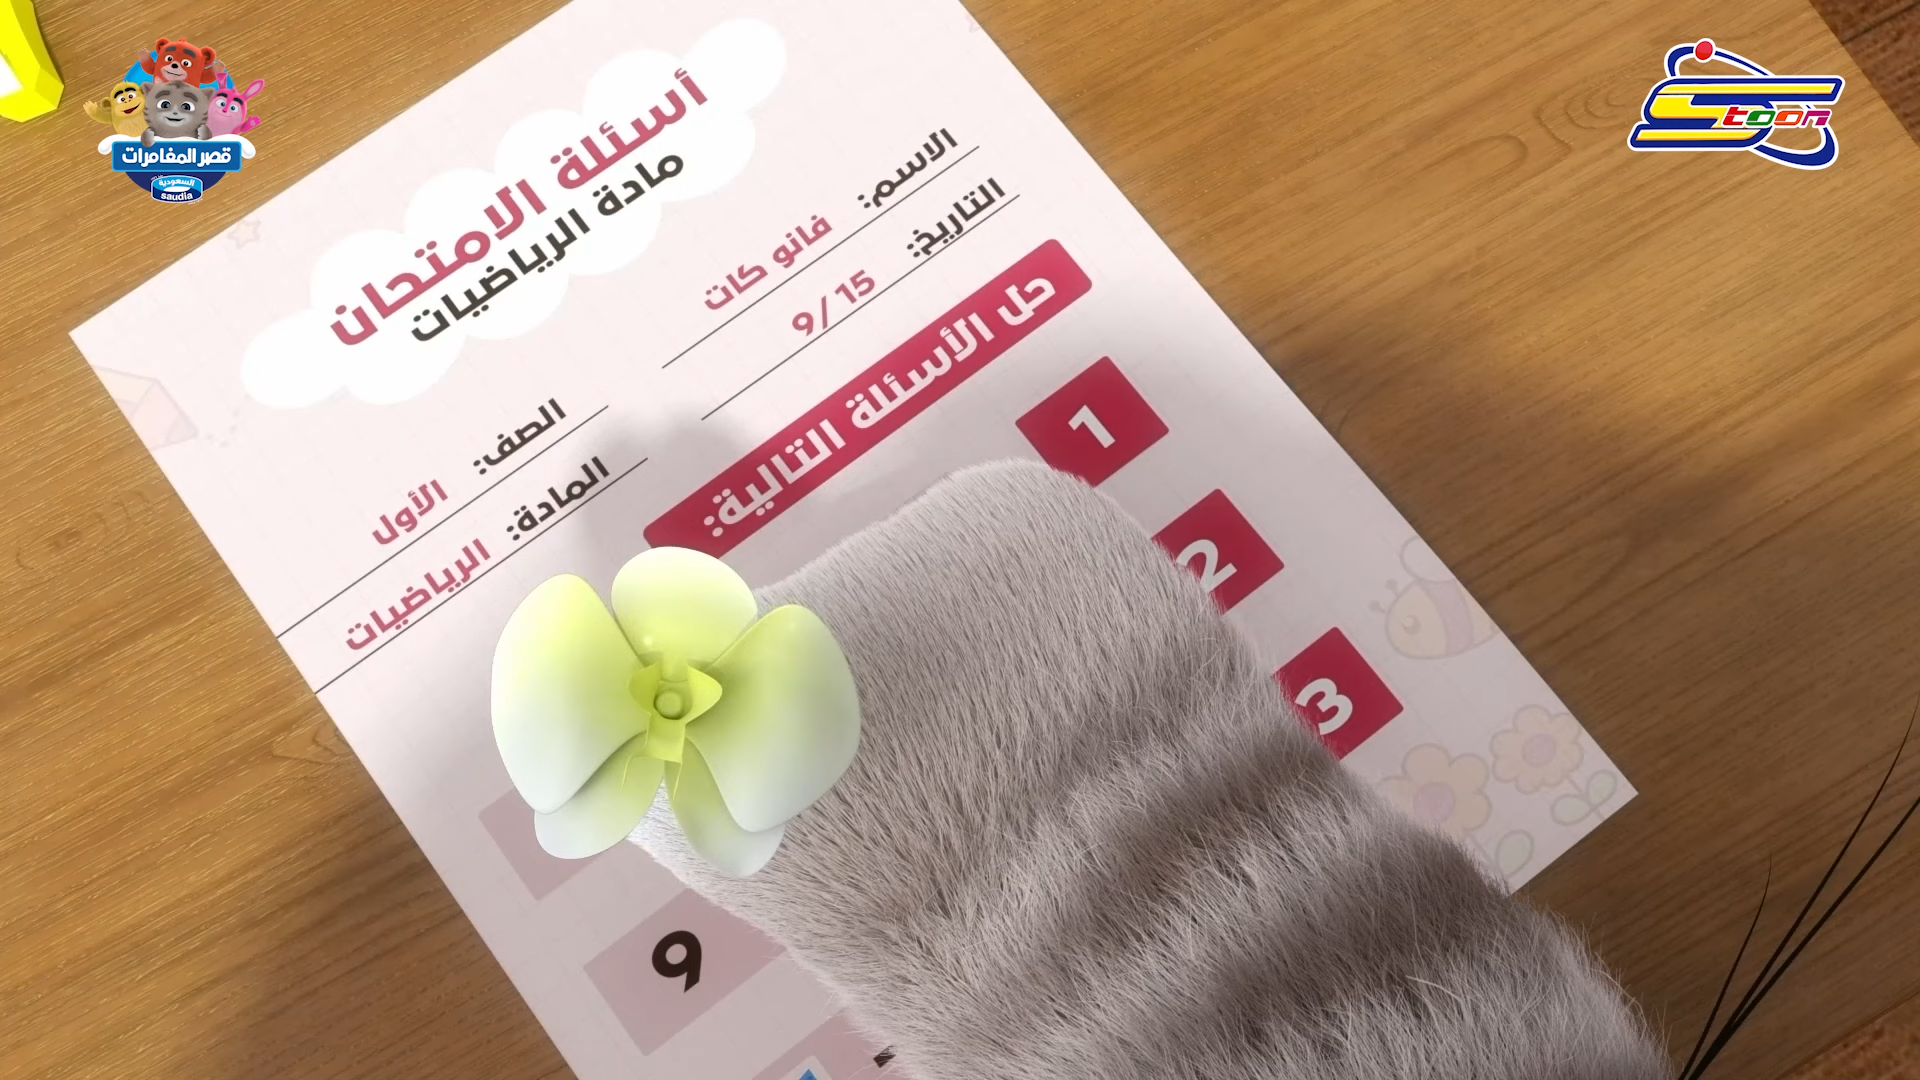 أسئلة الامتحان
مادة الرياضيات
الاسم: فانو كات
التاريخ: 15 / 9
الصف: الأول
المادة: الرياضيات
حل الأسئلة التالية:
1
2
3
9
قصر المغامرات
السعودية
saudia
toon